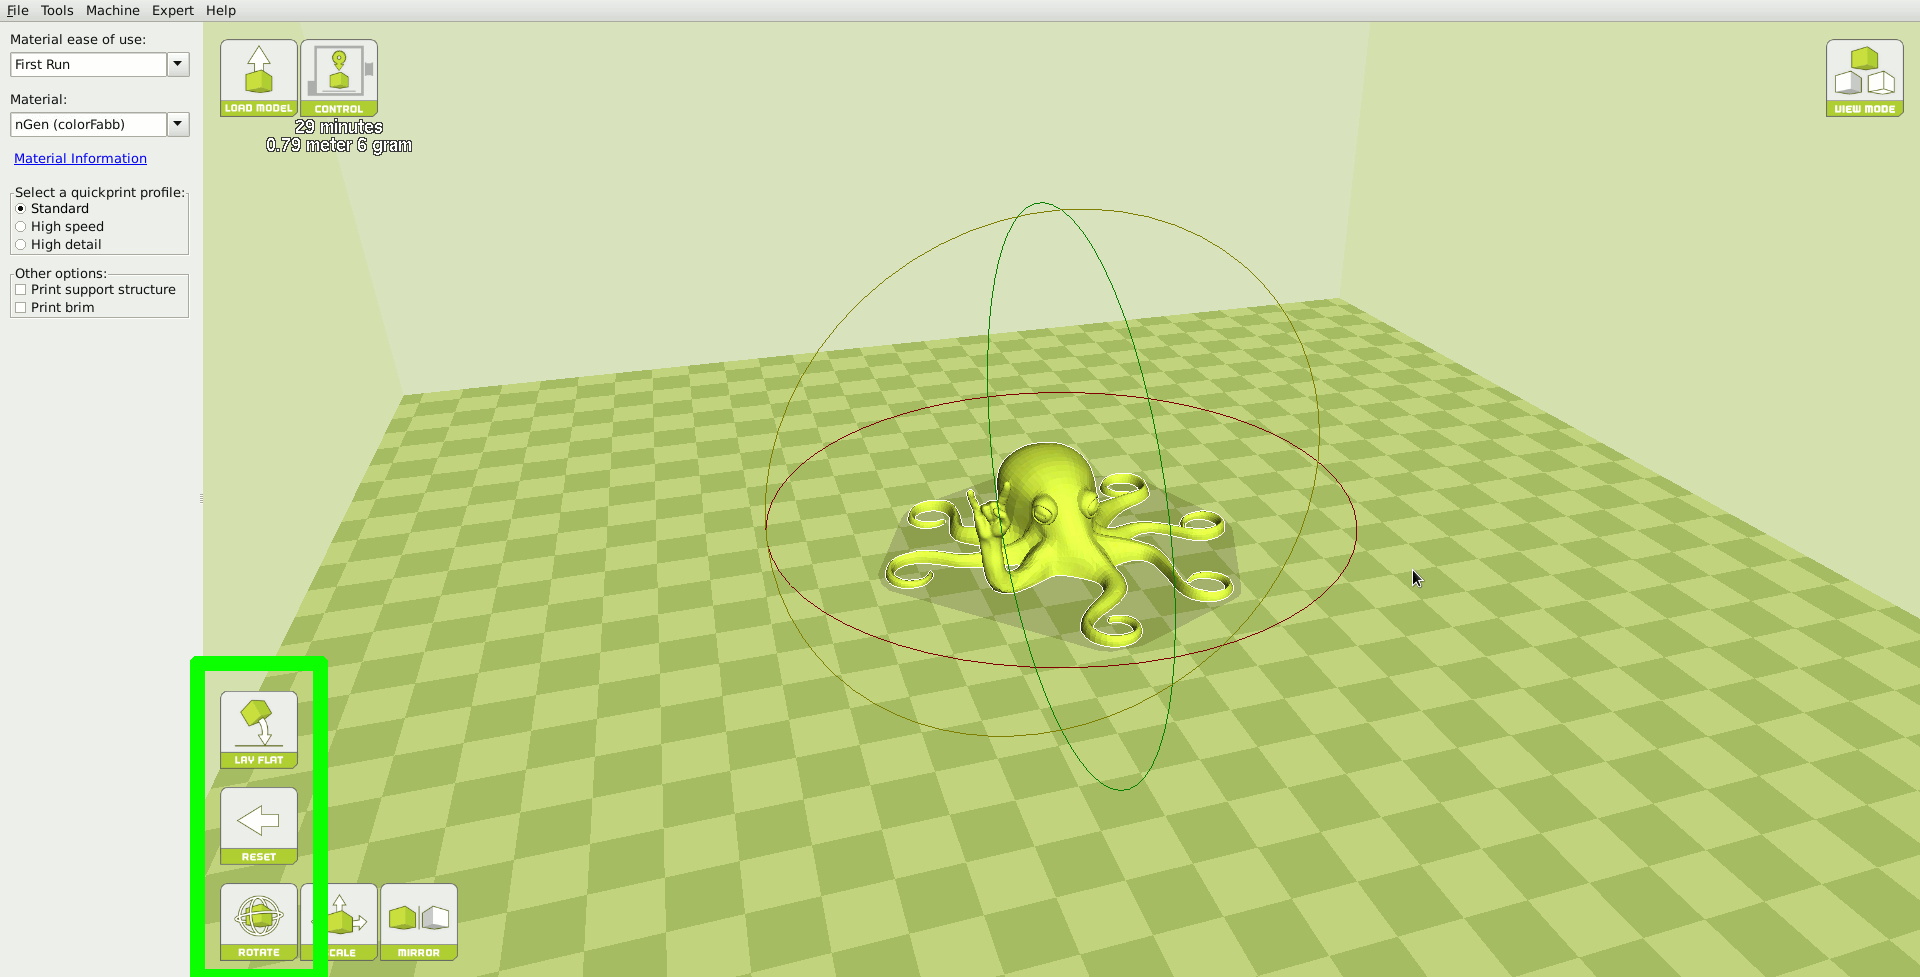 File Tools Machine Expert Help
Material ease of use:
First Run
Material:
nGen (colorFabb)
Material Information
Select a quickprint profile:
Standard
High speed
High detail
Other options:
Print support structure
Print brim
LOAD MODEL
CONTROL
29 minutes
0.79 meter 6 gram
VIEW MODE
LAY FLAT
RESET
ROTATE
CALE
MIRROR